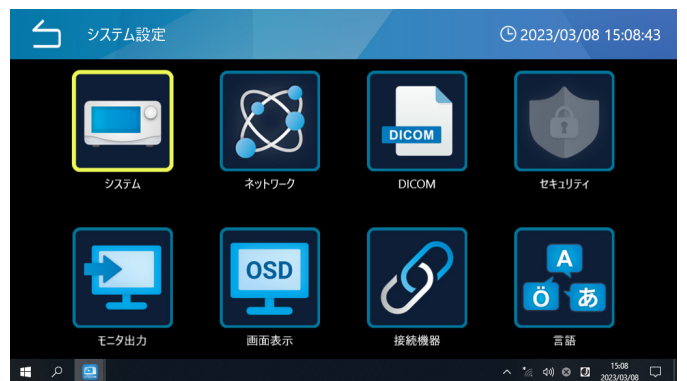 システム設定
2023/03/08 15:08:43
DICOM
システム
ネットワーク
DICOM
セキュリティ
OSD
A
Ö
あ
モニタ出力
画面表示
接続機器
言語
15:08
2023/03/08